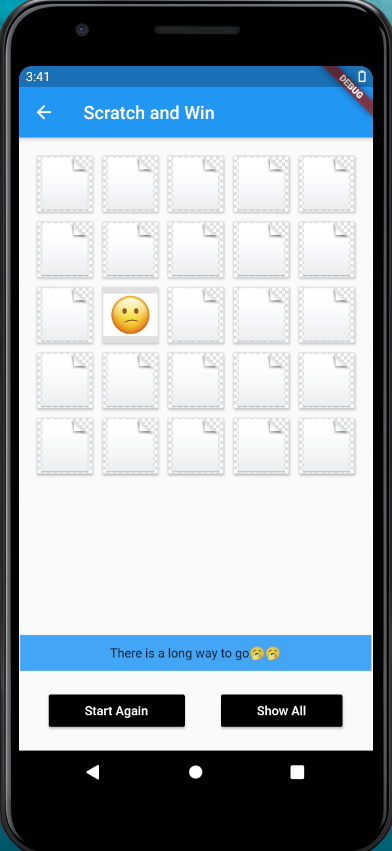 3:41
DEBUG
Scratch and Win
There is a long way to go🥱🥱
Start Again
Show All